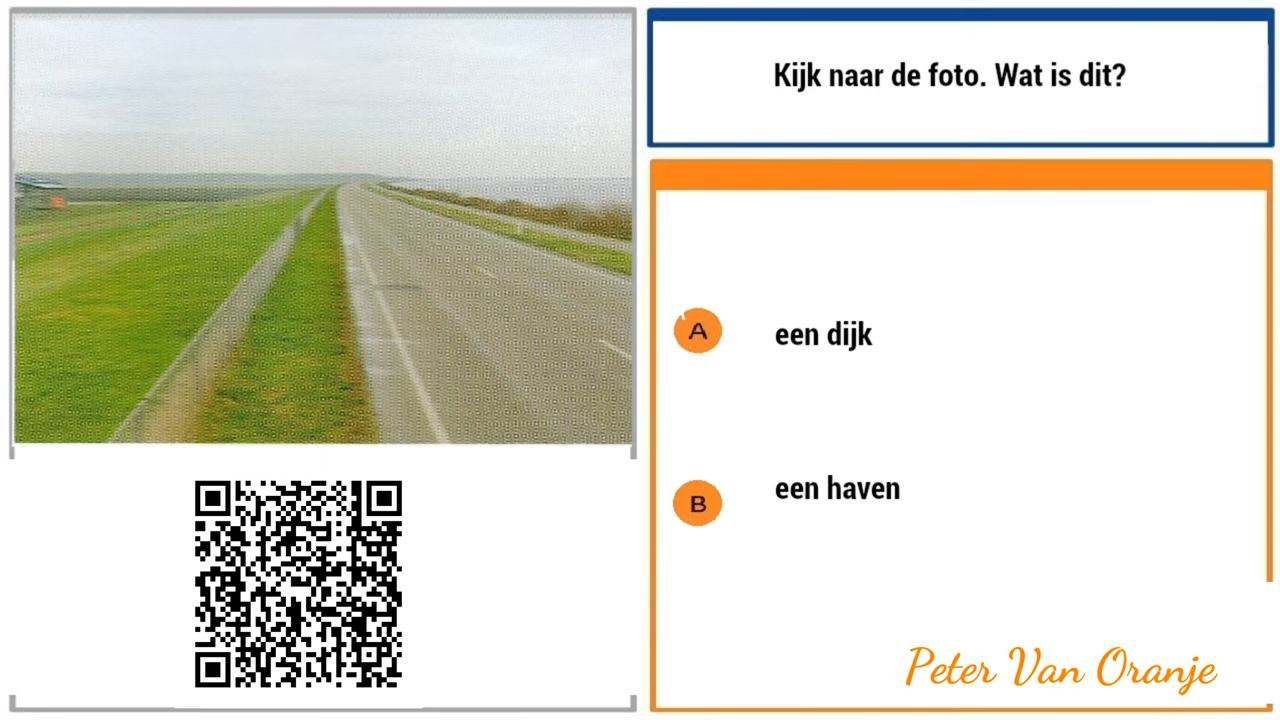 Kijk naar de foto. Wat is dit?
A een dijk
B een haven
Peter Van Oranje